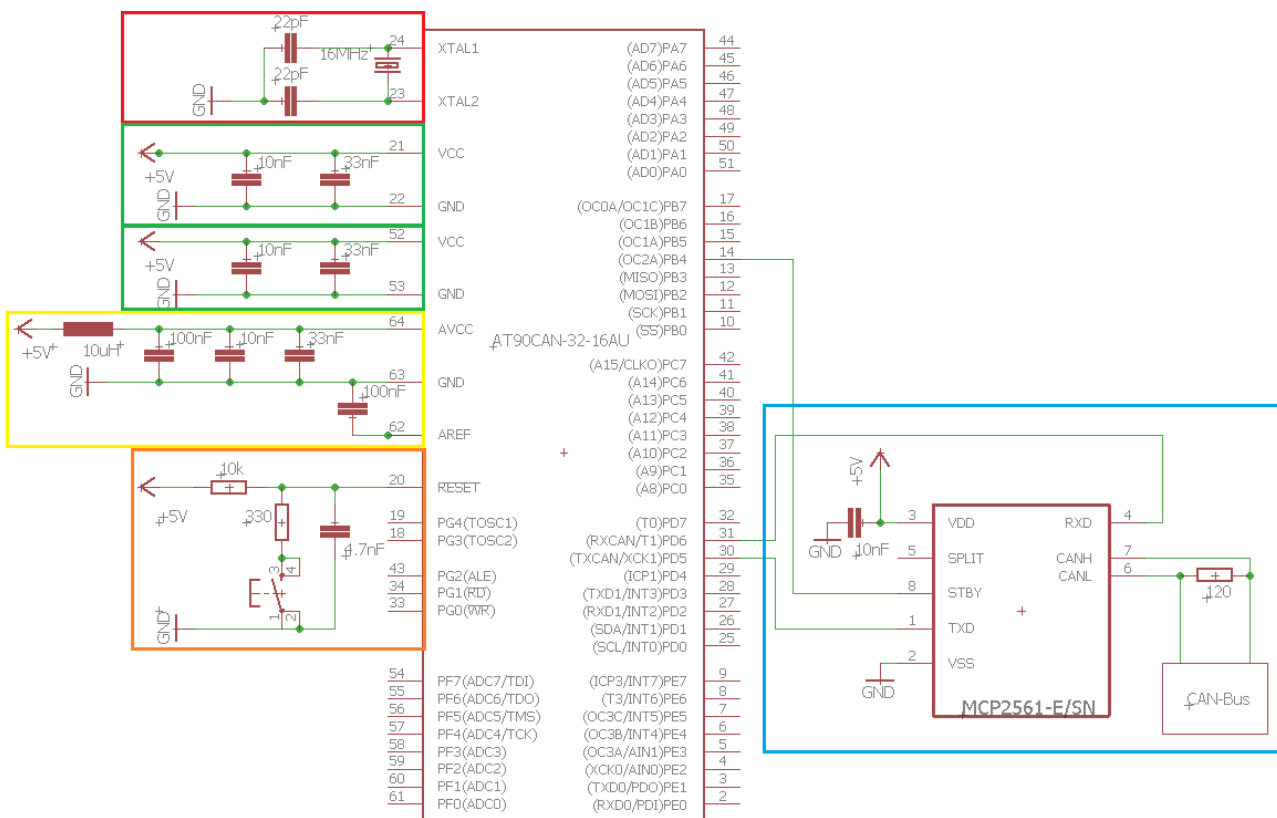 22pF
16MHz
22pF
GND
24
XTAL1
23
XTAL2
+5V
10nF
33nF
GND
21
VCC
22
GND
+5V
10nF
33nF
GND
52
VCC
53
GND
+5V
10uH
100nF
10nF
33nF
GND
100nF
64
AVCC
63
GND
62
AREF
10k
+5V
330
4.7nF
3
4
1
2
GND
20
RESET
19
PG4(TOSC1)
18
PG3(TOSC2)
43
PG2(ALE)
34
PG1(RD)
33
PG0(WR)
54
PF7(ADC7/TDI)
55
PF6(ADC6/TDO)
56
PF5(ADC5/TMS)
57
PF4(ADC4/TCK)
58
PF3(ADC3)
59
PF2(ADC2)
60
PF1(ADC1)
61
PF0(ADC0)
AT90CAN-32-16AU
(AD7)PA7
44
(AD6)PA6
45
(AD5)PA5
46
(AD4)PA4
47
(AD3)PA3
48
(AD2)PA2
49
(AD1)PA1
50
(AD0)PA0
51
(OC0A/OC1C)PB7
17
(OC1B)PB6
16
(OC1A)PB5
15
(OC2A)PB4
14
(MISO)PB3
13
(MOSI)PB2
12
(SCK)PB1
11
(SS)PB0
10
(A15/CLKO)PC7
42
(A14)PC6
41
(A13)PC5
40
(A12)PC4
39
(A11)PC3
38
(A10)PC2
37
(A9)PC1
36
(A8)PC0
35
(T0)PD7
32
(RXCAN/T1)PD6
31
(TXCAN/XCK1)PD5
30
(ICP1)PD4
29
(TXD1/INT3)PD3
28
(RXD1/INT2)PD2
27
(SDA/INT1)PD1
26
(SCL/INT0)PD0
25
(ICP3/INT7)PE7
9
(T3/INT6)PE6
8
(OC3C/INT5)PE5
7
(OC3B/INT4)PE4
6
(OC3A/AIN1)PE3
5
(XCK0/AIN0)PE2
4
(TXD0/PDO)PE1
3
(RXD0/PDI)PE0
2
+5V
GND
10nF
3
VDD
5
SPLIT
8
STBY
1
TXD
2
VSS
GND
RXD
4
CANH
7
CANL
6
120
MCP2561-E/SN
CAN-Bus